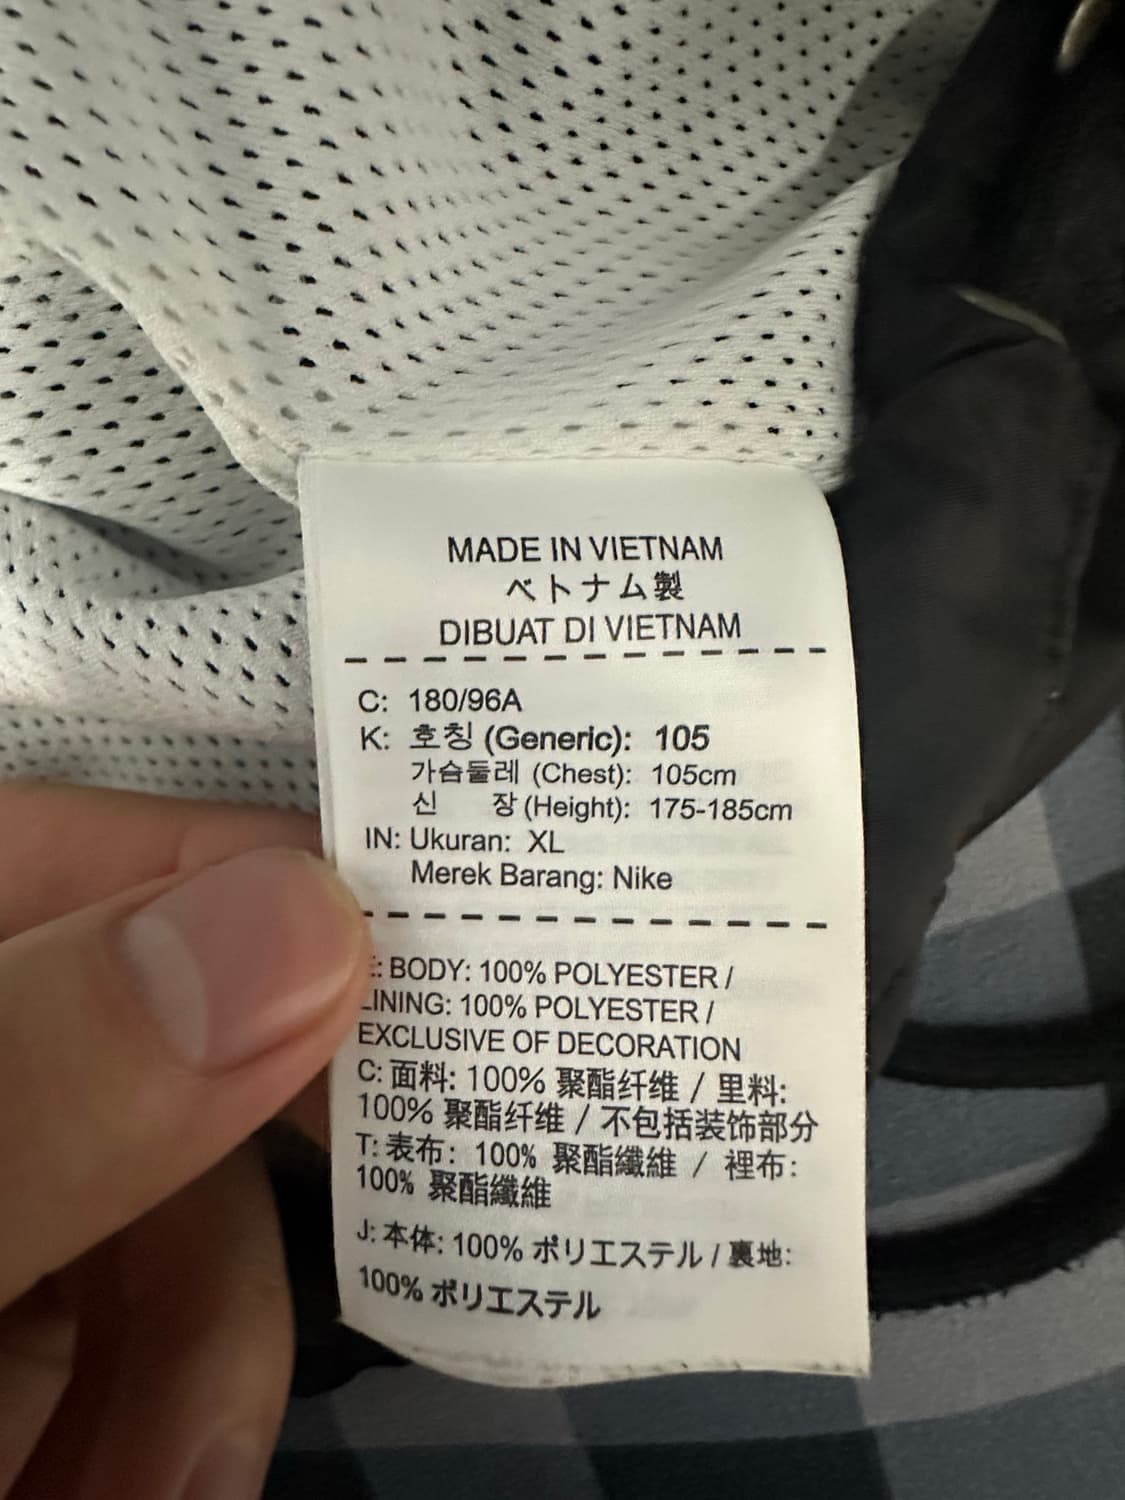 MADE IN VIETNAM
ベトナム製
DIBUAT DI VIETNAM
C: 180/96A
K: 호칭 (Generic): 105
가슴둘레 (Chest): 105cm
신 장 (Height): 175-185cm
IN: Ukuran: XL
Merek Barang: Nike
E: BODY: 100% POLYESTER /
LINING: 100% POLYESTER /
EXCLUSIVE OF DECORATION
C: 面料: 100% 聚酯纤维 / 里料:
100% 聚酯纤维 / 不包括装饰部分
T: 表布: 100% 聚酯纖維 / 裡布:
100% 聚酯纖維
J: 本体: 100% ポリエステル / 裏地:
100% ポリエステル